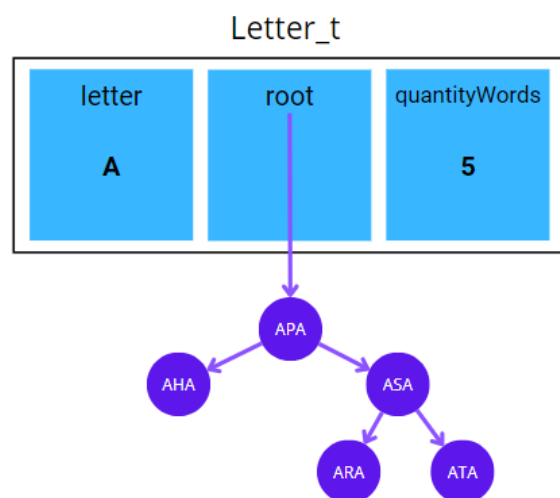 Letter_t
letter root quantityWords
A 5
APA
AHA ASA
ARA ATA